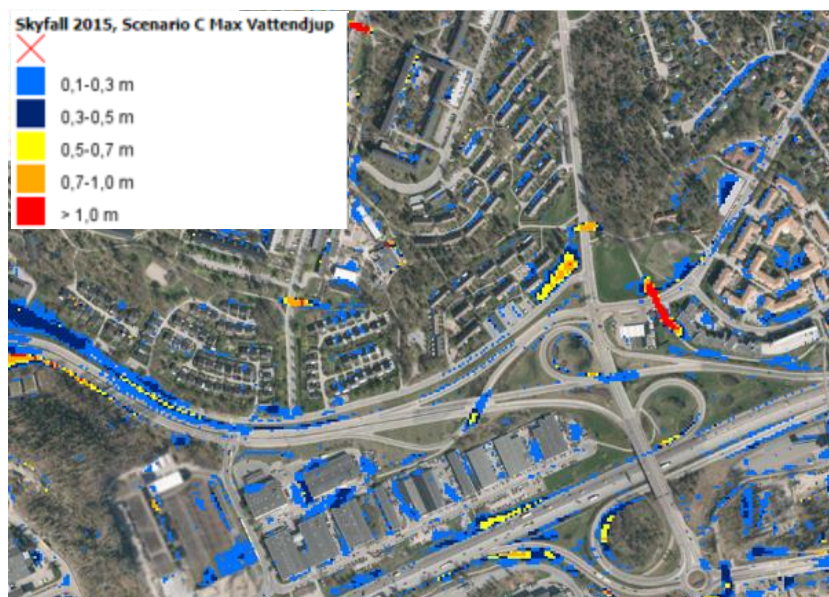 Skyfall 2015, Scenario C Max Vattendjup
0,1-0,3 m
0,3-0,5 m
0,5-0,7 m
0,7-1,0 m
> 1,0 m